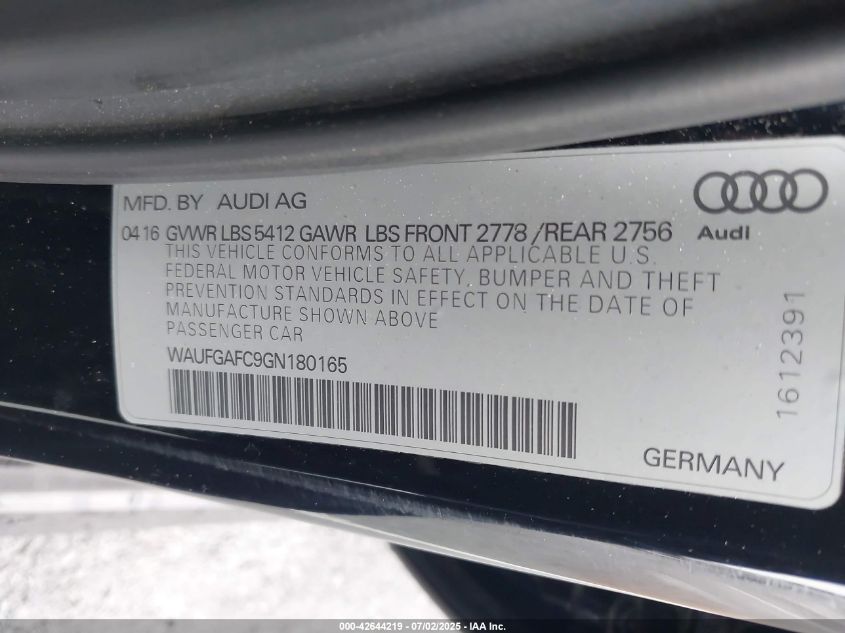 MFD. BY AUDI AG
04 16 GVWR LBS 5412 GAWR LBS FRONT 2778 /REAR 2756
Audi
THIS VEHICLE CONFORMS TO ALL APPLICABLE U.S.
FEDERAL MOTOR VEHICLE SAFETY, BUMPER AND THEFT
PREVENTION STANDARDS IN EFFECT ON THE DATE OF
MANUFACTURE SHOWN ABOVE
PASSENGER CAR
WAUFGAFC9GN180165
1612391
GERMANY
000-42644219 - 07/02/2025 - IAA Inc.